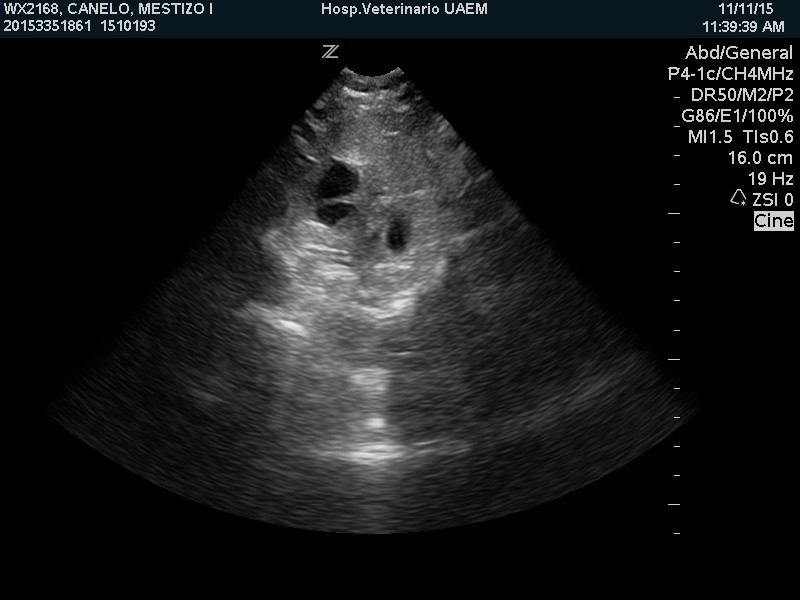 WX2168, CANELO, MESTIZO I
Hosp.Veterinario UAEM
11/11/15
20153351861 1510193
11:39:39 AM
Z
Abd/General
P4-1c/CH4MHz
DR50/M2/P2
G86/E1/100%
MI1.5 TIs0.6
16.0 cm
19 Hz
ZSI 0
Cine